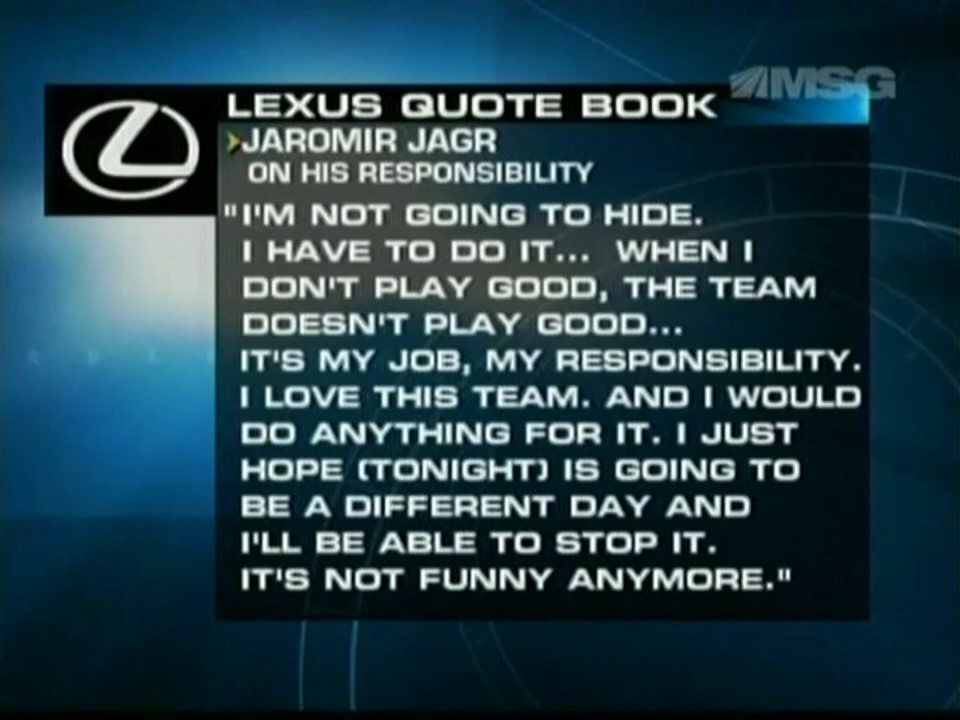 MSG
LEXUS QUOTE BOOK
JAROMIR JAGR
ON HIS RESPONSIBILITY
"I'M NOT GOING TO HIDE.
I HAVE TO DO IT... WHEN I
DON'T PLAY GOOD, THE TEAM
DOESN'T PLAY GOOD...
IT'S MY JOB, MY RESPONSIBILITY.
I LOVE THIS TEAM. AND I WOULD
DO ANYTHING FOR IT. I JUST
HOPE (TONIGHT) IS GOING TO
BE A DIFFERENT DAY AND
I'LL BE ABLE TO STOP IT.
IT'S NOT FUNNY ANYMORE."